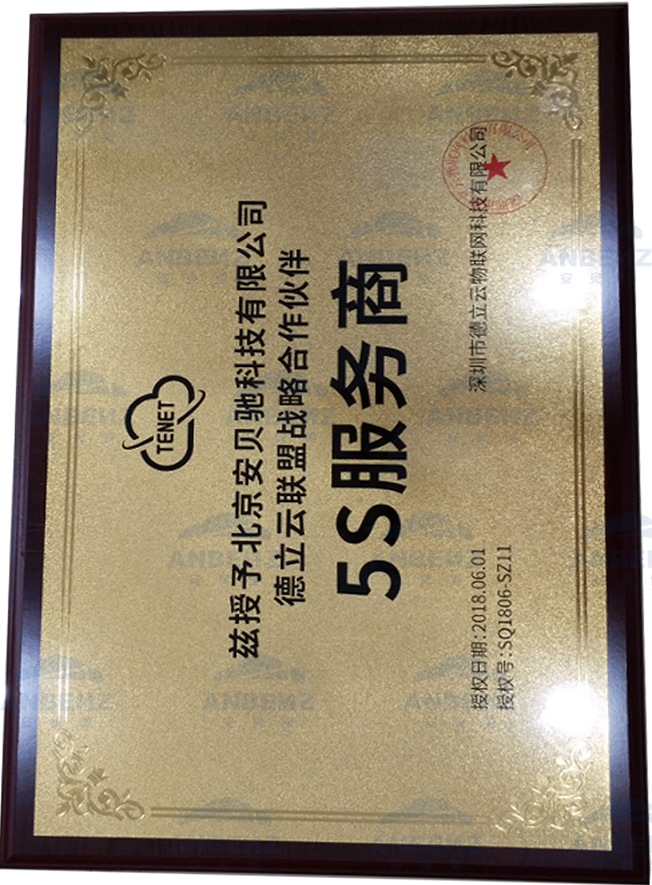 TENET
兹授予北京安贝驰科技有限公司
德立云联盟战略合作伙伴
5S服务商
授权日期:2018.06.01
授权号:SQ1806-SZ11
深圳市德立云物联网科技有限公司
ANBENZ